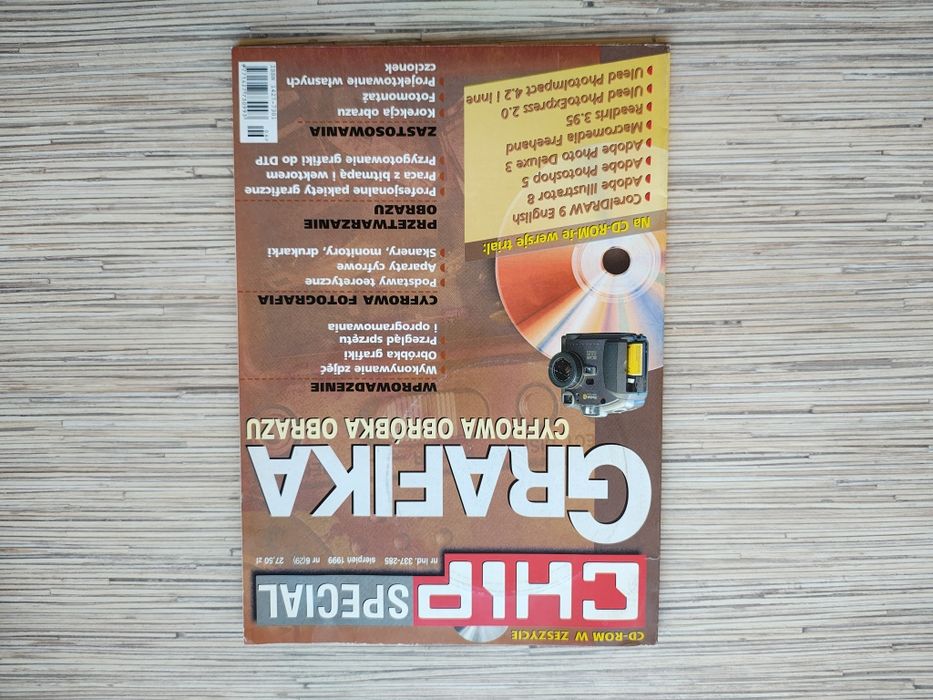 CD-ROM W ZESZYCIE
CHIP SPECIAL
nr ind. 337-285 sierpień 1999 nr 6(29) 27,50 zł
GRAFIKA
CYFROWA OBRÓBKA OBRAZU
WPROWADZENIE
Wykonywanie zdjęć
Obróbka grafiki
Przegląd sprzętu
i oprogramowania
CYFROWA FOTOGRAFIA
Podstawy teoretyczne
Aparaty cyfrowe
Skanery, monitory, drukarki
PRZETWARZANIE
OBRAZU
Profesjonalne pakiety graficzne
Praca z bitmapą i wektorem
Przygotowanie grafiki do DTP
ZASTOSOWANIA
Korekcja obrazu
Fotomontaż
Projektowanie własnych
czcionek
Na CD-ROM-ie wersje trial:
CorelDRAW 9 English
Adobe Illustrator 8
Adobe Photoshop 5
Adobe Photo Deluxe 3
Macromedia Freehand
Readiris 3.95
Ulead PhotoExpress 2.0
Ulead PhotoImpact 4.2 i inne